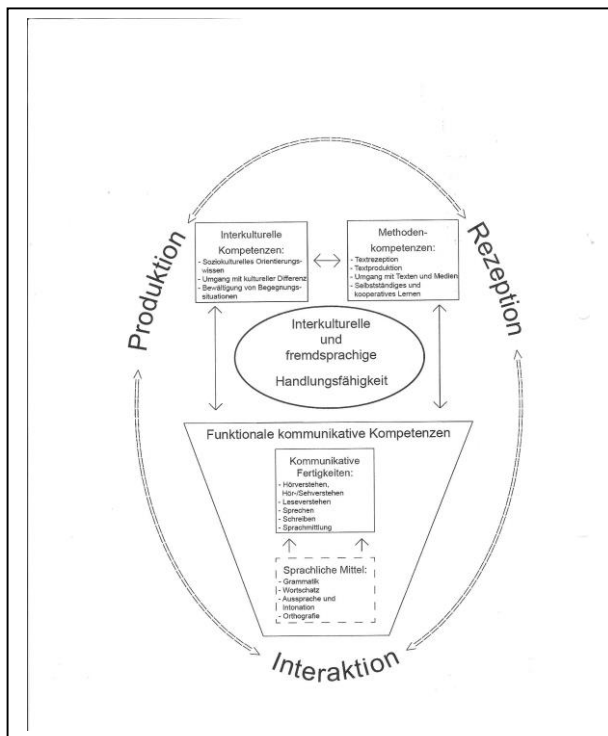 Produktion
Rezeption
Interkulturelle
Kompetenzen:
- Soziokulturelles Orientierungs-
wissen
- Umgang mit kultureller Differenz
- Bewältigung von Begegnungs-
situationen
Methoden-
kompetenzen:
- Textrezeption
- Textproduktion
- Umgang mit Texten und Medien
- Selbstständiges und
kooperatives Lernen
Interkulturelle
und
fremdsprachige
Handlungsfähigkeit
Funktionale kommunikative Kompetenzen
Kommunikative
Fertigkeiten:
- Hörverstehen,
Hör-/Sehverstehen
- Leseverstehen
- Sprechen
- Schreiben
- Sprachmittlung
Sprachliche Mittel:
- Grammatik
- Wortschatz
- Aussprache und
Intonation
- Orthografie
Interaktion